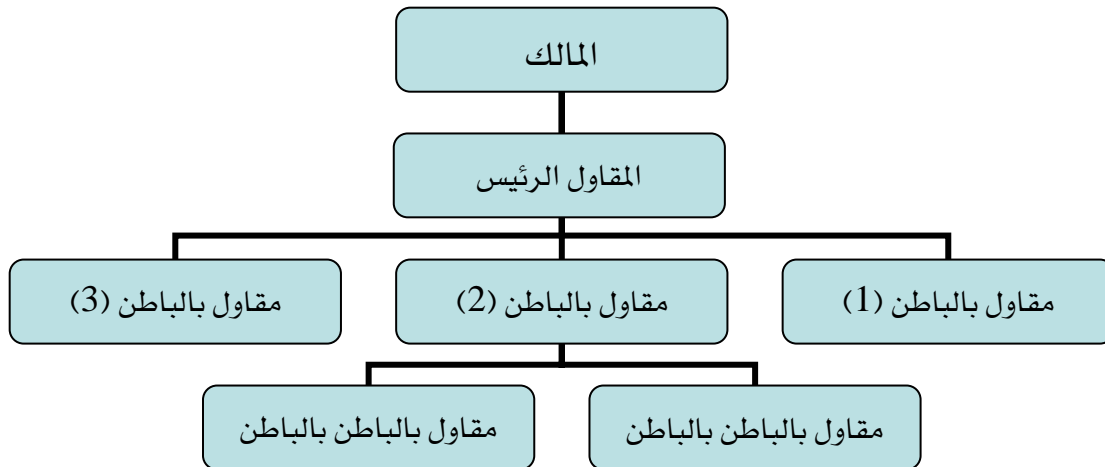 المالك
المقاول الرئيس
مقاول بالباطن (1)
مقاول بالباطن (2)
مقاول بالباطن (3)
مقاول بالباطن بالباطن
مقاول بالباطن بالباطن